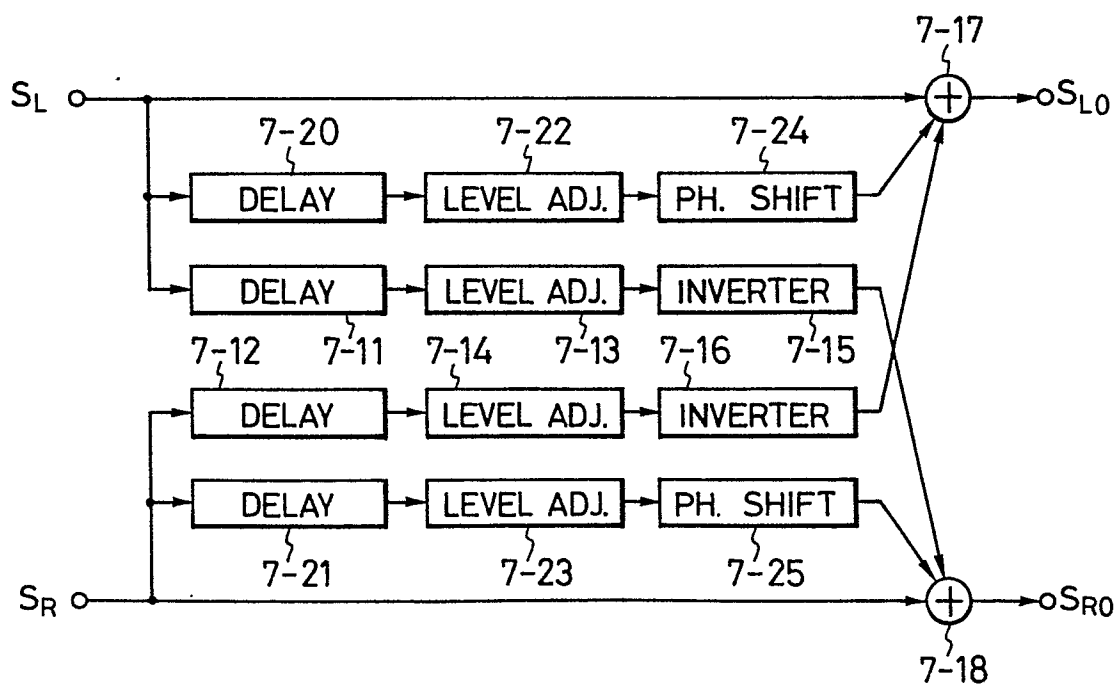 7-17
SL
SL0
7-20 7-22 7-24
DELAY LEVEL ADJ. PH. SHIFT
DELAY LEVEL ADJ. INVERTER
7-12 7-11 7-14 7-13 7-16 7-15
DELAY LEVEL ADJ. INVERTER
DELAY LEVEL ADJ. PH. SHIFT
7-21 7-23 7-25
SR
SR0
7-18